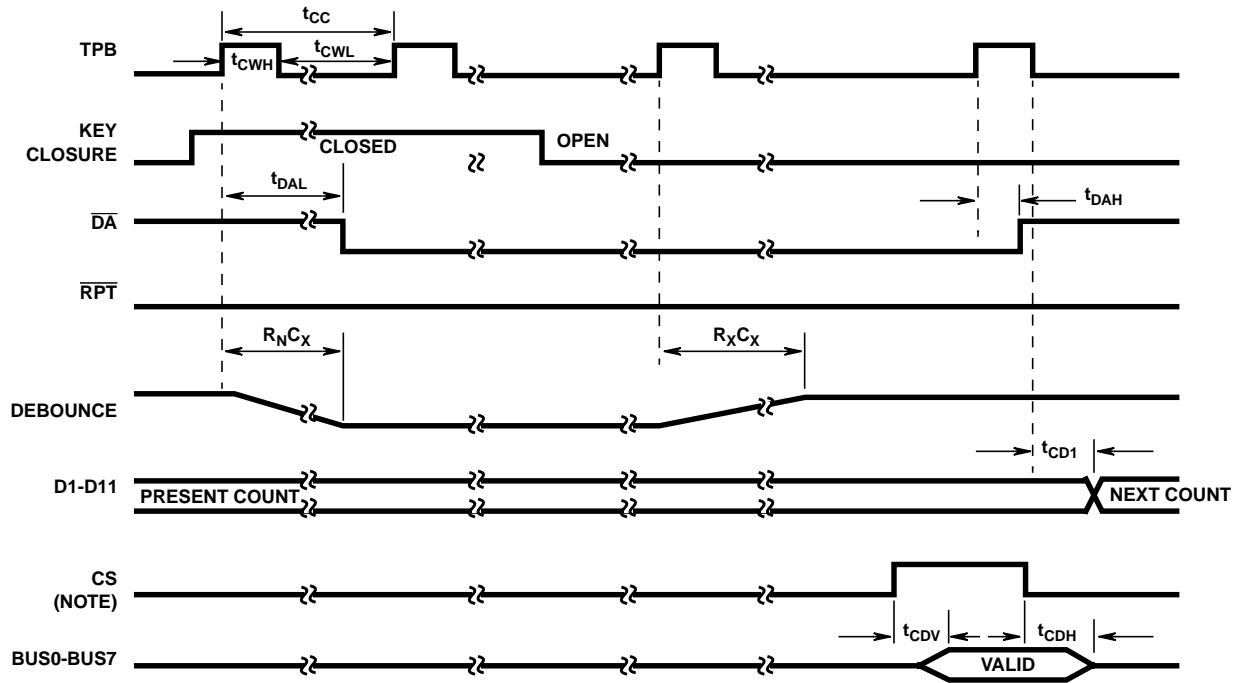 tCC
TPB
tCWH
tCWL
KEY
CLOSURE
CLOSED
OPEN
tDAL
tDAH
DA
RPT
RNCX
RXCX
DEBOUNCE
tCD1
D1-D11
PRESENT COUNT
NEXT COUNT
CS
(NOTE)
tCDV
tCDH
BUS0-BUS7
VALID